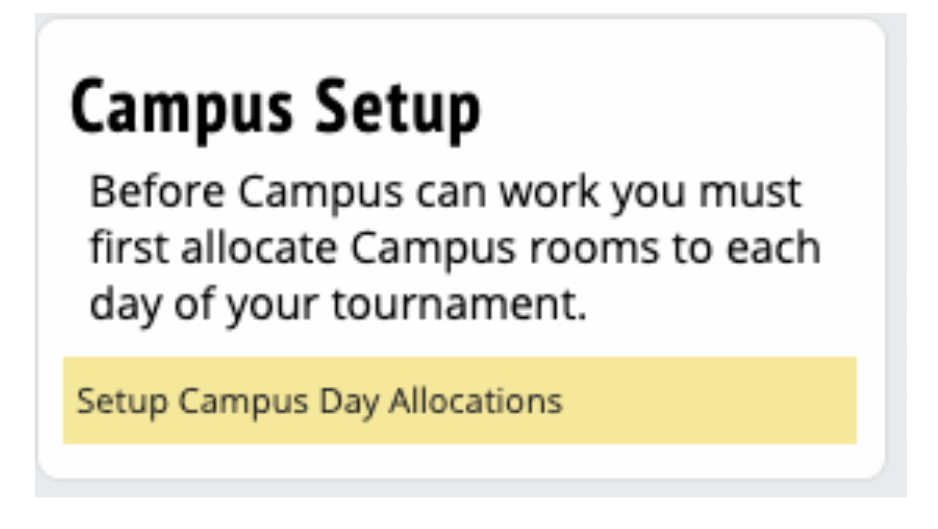 Campus Setup
Before Campus can work you must
first allocate Campus rooms to each
day of your tournament.
Setup Campus Day Allocations